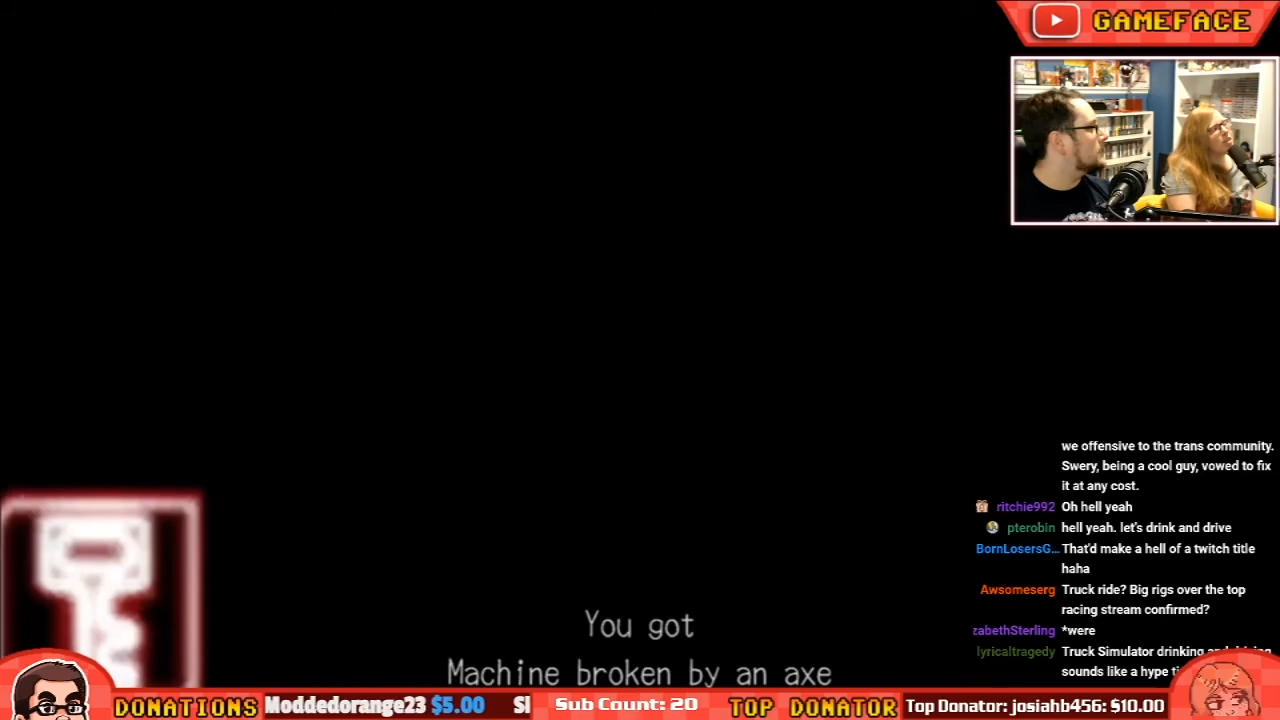 GAMEFACE
we offensive to the trans community.
Swery, being a cool guy, vowed to fix
it at any cost.
ritchie992 Oh hell yeah
pterobin hell yeah. let's drink and drive
BornLosersG... That'd make a hell of a twitch title
haha
Awsomeserg Truck ride? Big rigs over the top
racing stream confirmed?
zabethSterling *were
lyricaltragedy Truck Simulator drinking and driving
sounds like a hype
You got
Machine broken by an axe
DONATIONS Moddedorange23 $5.00 Sub Count: 20 TOP DONATOR Top Donator: josiahb456: $10.00